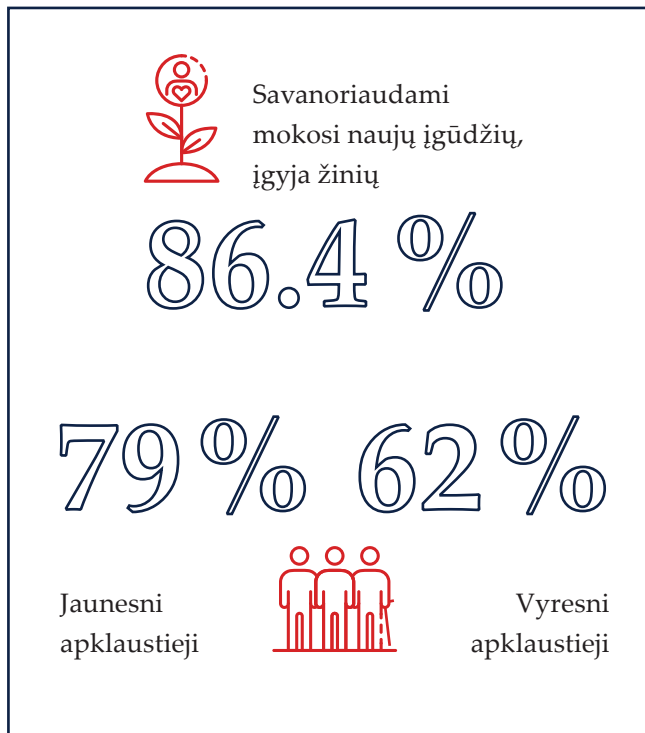 Savanoriaudami
mokosi naujų įgūdžių,
įgyja žinių
86.4 %
79 % 62 %
Jaunesni
apklaustieji
Vyresni
apklaustieji